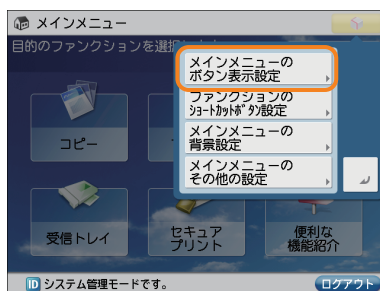 メインメニュー
目的のファンクションを選択
メインメニューの
ボタン表示設定
ファンクションの
ショートカットボタン設定
メインメニューの
背景設定
メインメニューの
その他の設定
コピー
受信トレイ
セキュア
プリント
便利な
機能紹介
ID システム管理モードです。
ログアウト